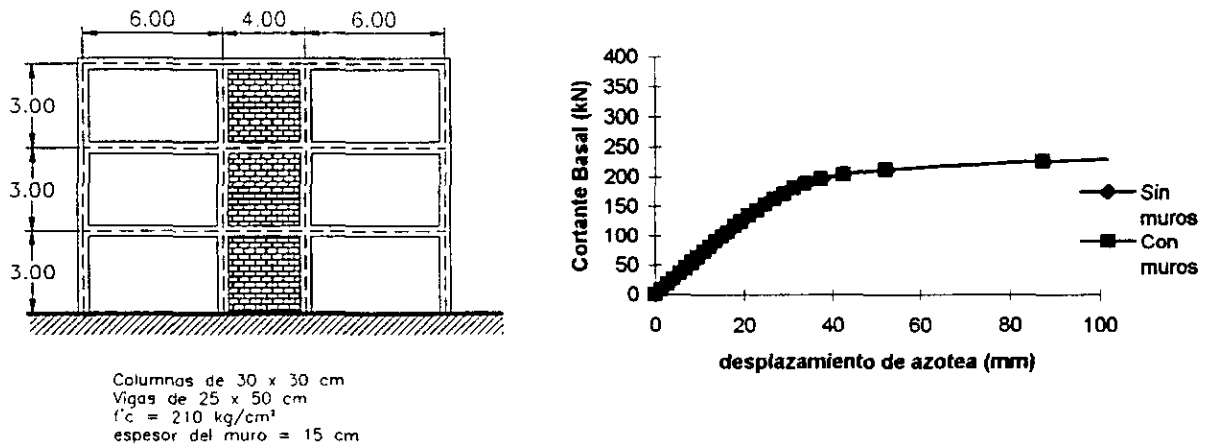 6.00 4.00 6.00
3.00
3.00
3.00
Columnas de 30 x 30 cm
Vigas de 25 x 50 cm
f'c = 210 kg/cm²
espesor del muro = 15 cm
Cortante Basal (kN)
400
350
300
250
200
150
100
50
0
0 20 40 60 80 100
desplazamiento de azotea (mm)
Sin
muros
Con
muros